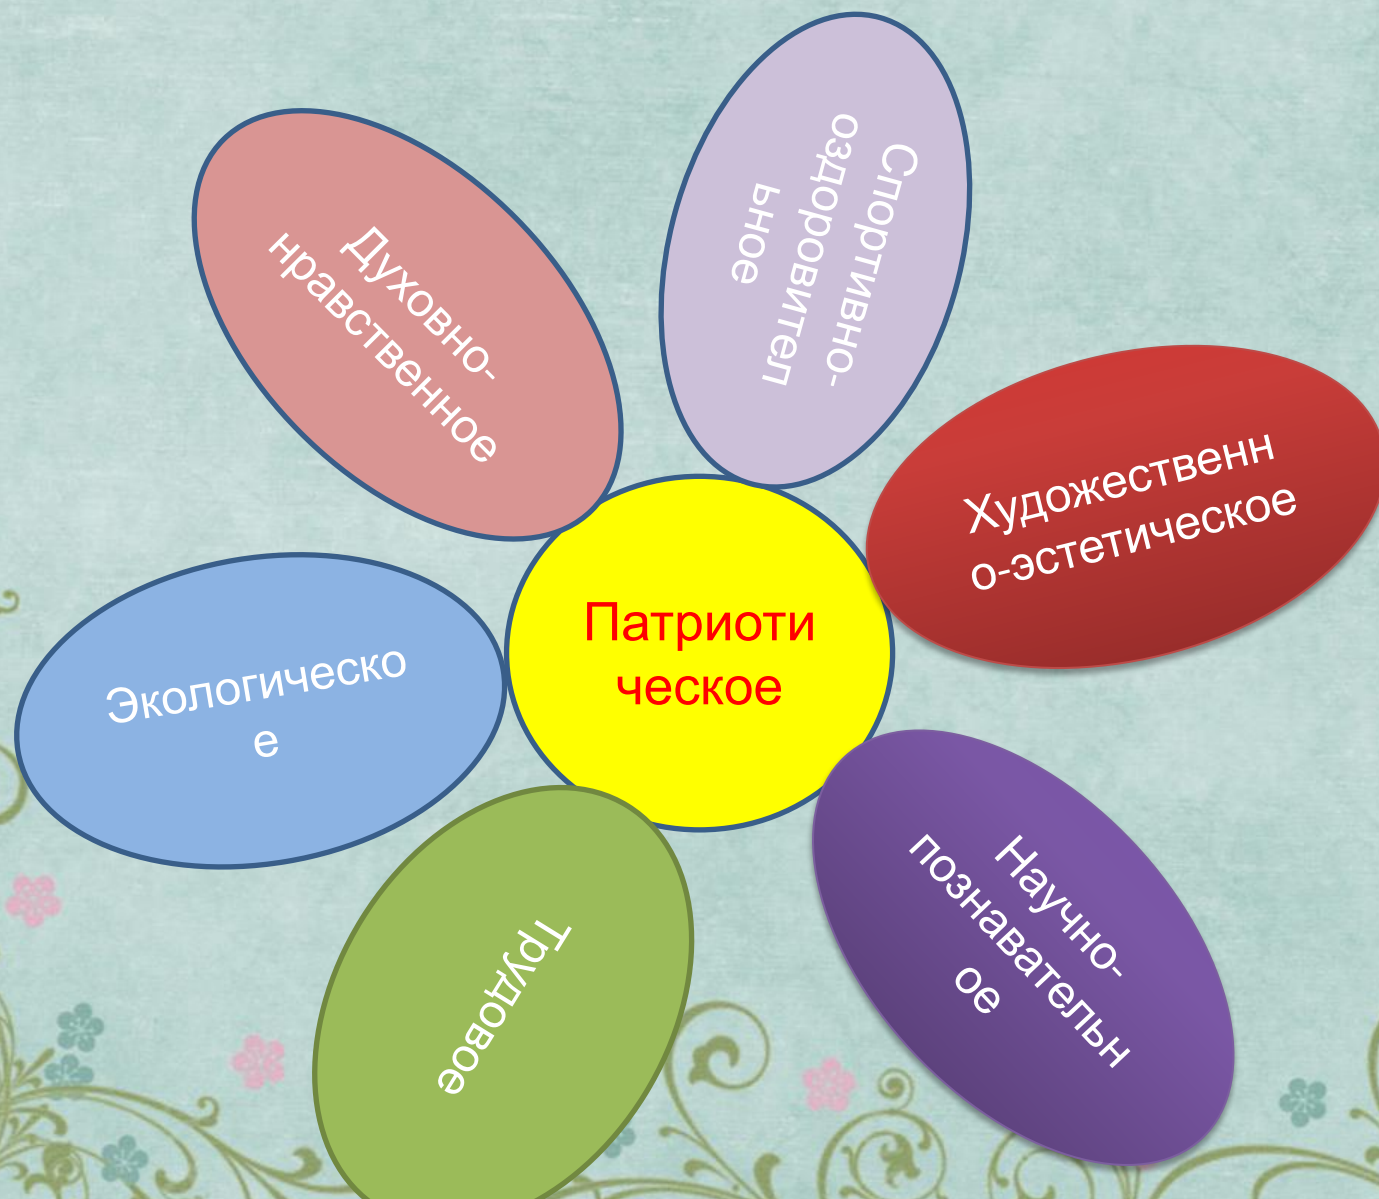 Спортивно-
оздоровител
ьное
Духовно-
нравственное
Художественн
о-эстетическое
Патриоти
ческое
Экологическо
е
Научно-
познавательн
ое
Трудовое